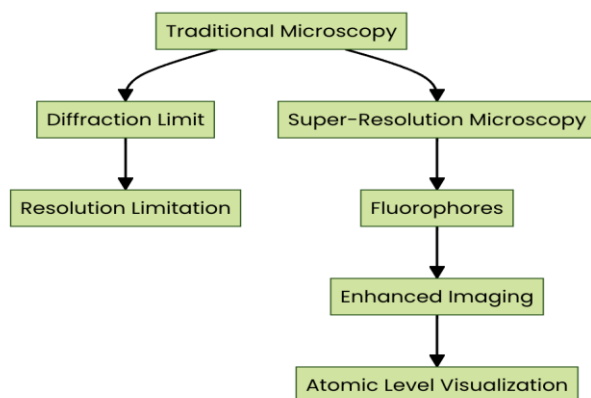 Traditional Microscopy
Diffraction Limit
Super-Resolution Microscopy
Resolution Limitation
Fluorophores
Enhanced Imaging
Atomic Level Visualization